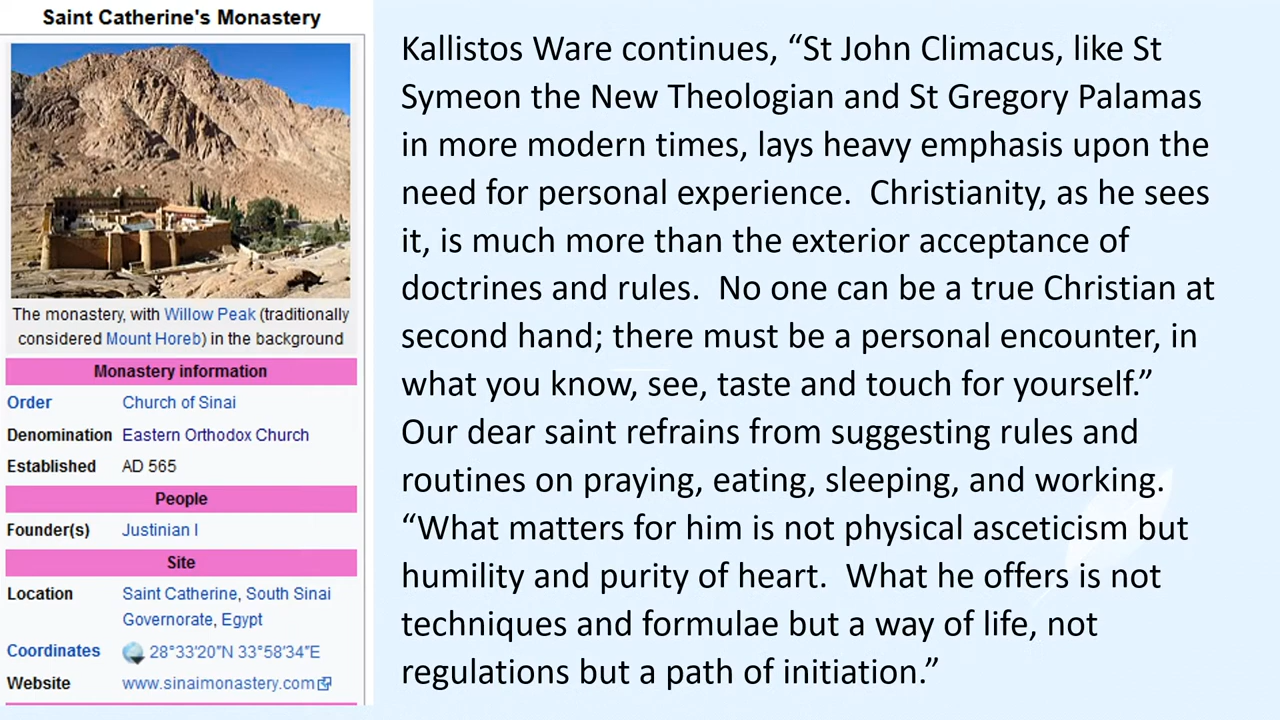 Saint Catherine's Monastery
The monastery, with Willow Peak (traditionally
considered Mount Horeb) in the background
Monastery information
Order Church of Sinai
Denomination Eastern Orthodox Church
Established AD 565
People
Founder(s) Justinian I
Site
Location Saint Catherine, South Sinai
Governorate, Egypt
Coordinates 28°33′20″N 33°58′34″E
Website www.sinaimonastery.com
Kallistos Ware continues, “St John Climacus, like St
Symeon the New Theologian and St Gregory Palamas
in more modern times, lays heavy emphasis upon the
need for personal experience.  Christianity, as he sees
it, is much more than the exterior acceptance of
doctrines and rules.  No one can be a true Christian at
second hand; there must be a personal encounter, in
what you know, see, taste and touch for yourself.”
Our dear saint refrains from suggesting rules and
routines on praying, eating, sleeping, and working.
“What matters for him is not physical asceticism but
humility and purity of heart.  What he offers is not
techniques and formulae but a way of life, not
regulations but a path of initiation.”